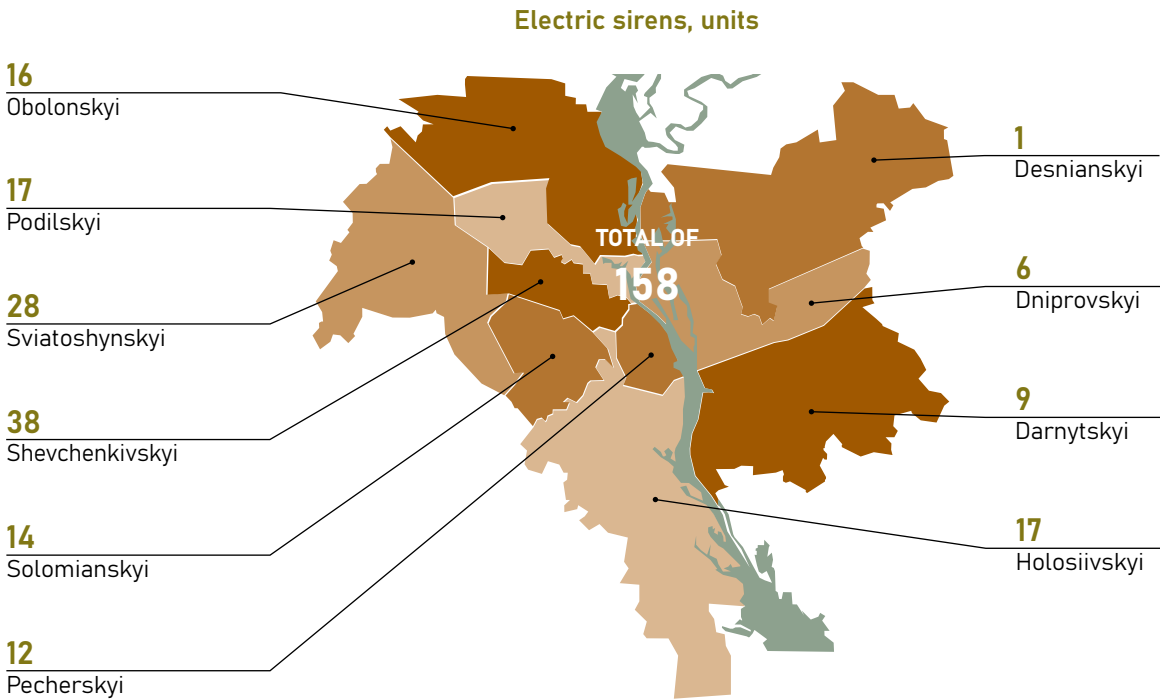 Electric sirens, units
16
Obolonskyi
17
Podilskyi
28
Sviatoshynskyi
38
Shevchenkivskyi
14
Solomianskyi
12
Pecherskyi
TOTAL OF
158
1
Desnianskyi
6
Dniprovskyi
9
Darnytskyi
17
Holosiivskyi